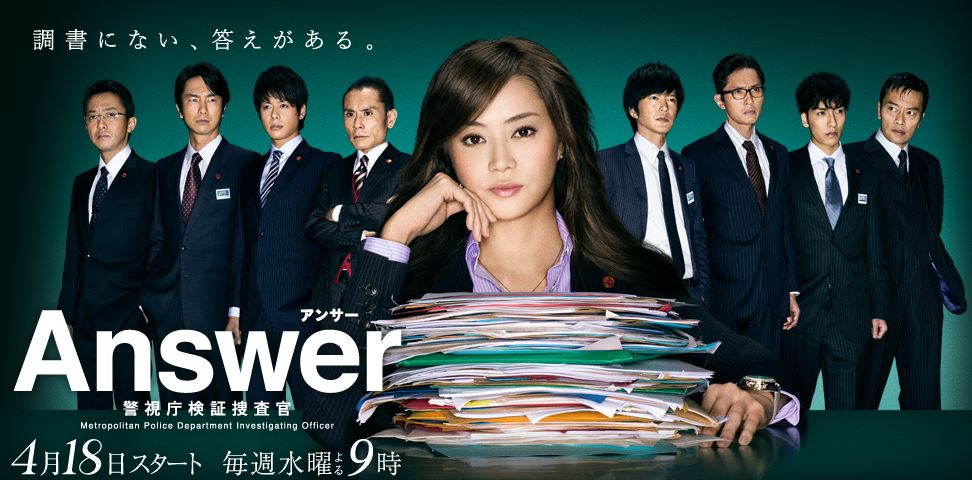 調書にない、答えがある。
アンサー
Answer
警視庁検証捜査官
Metropolitan Police Department Investigating Officer
4月18日スタート 毎週水曜よる9時